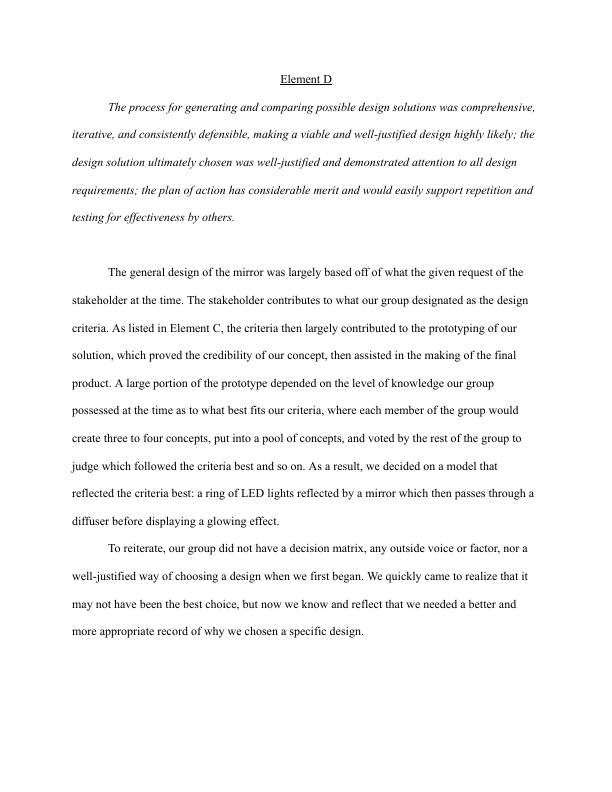 Element D
The process for generating and comparing possible design solutions was comprehensive,
iterative, and consistently defensible, making a viable and well-justified design highly likely; the
design solution ultimately chosen was well-justified and demonstrated attention to all design
requirements; the plan of action has considerable merit and would easily support repetition and
testing for effectiveness by others.
The general design of the mirror was largely based off of what the given request of the
stakeholder at the time. The stakeholder contributes to what our group designated as the design
criteria. As listed in Element C, the criteria then largely contributed to the prototyping of our
solution, which proved the credibility of our concept, then assisted in the making of the final
product. A large portion of the prototype depended on the level of knowledge our group
possessed at the time as to what best fits our criteria, where each member of the group would
create three to four concepts, put into a pool of concepts, and voted by the rest of the group to
judge which followed the criteria best and so on. As a result, we decided on a model that
reflected the criteria best: a ring of LED lights reflected by a mirror which then passes through a
diffuser before displaying a glowing effect.
To reiterate, our group did not have a decision matrix, any outside voice or factor, nor a
well-justified way of choosing a design when we first began. We quickly came to realize that it
may not have been the best choice, but now we know and reflect that we needed a better and
more appropriate record of why we chosen a specific design.